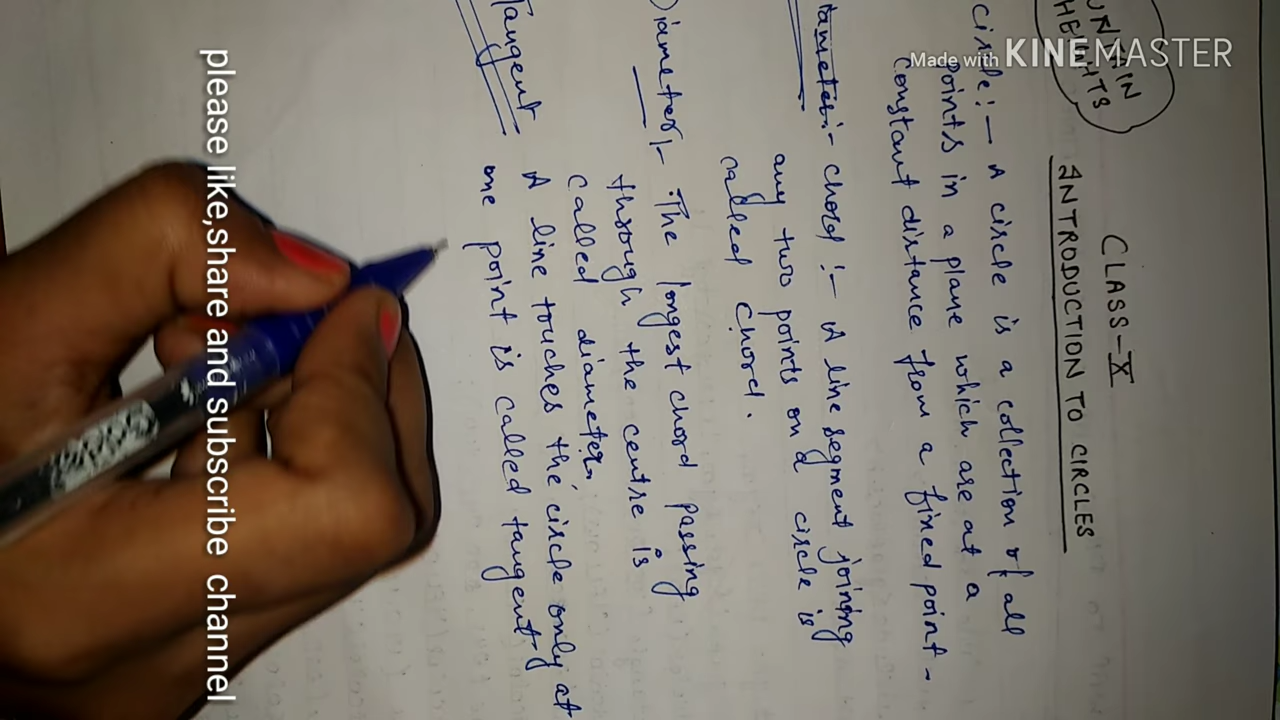 CLASS-X
INTRODUCTION TO CIRCLES
Circle:- A circle is a collection of all
points in a plane which are at a
constant distance from a fixed point-
chord:- A line segment joining
any two points on a circle is
called chord.
Diameter:- The longest chord passing
through the centre is
called diameter.
Tangent A line touches the circle only at
one point is called tangent-
Made with KINEMASTER
please like,share and subscribe channel